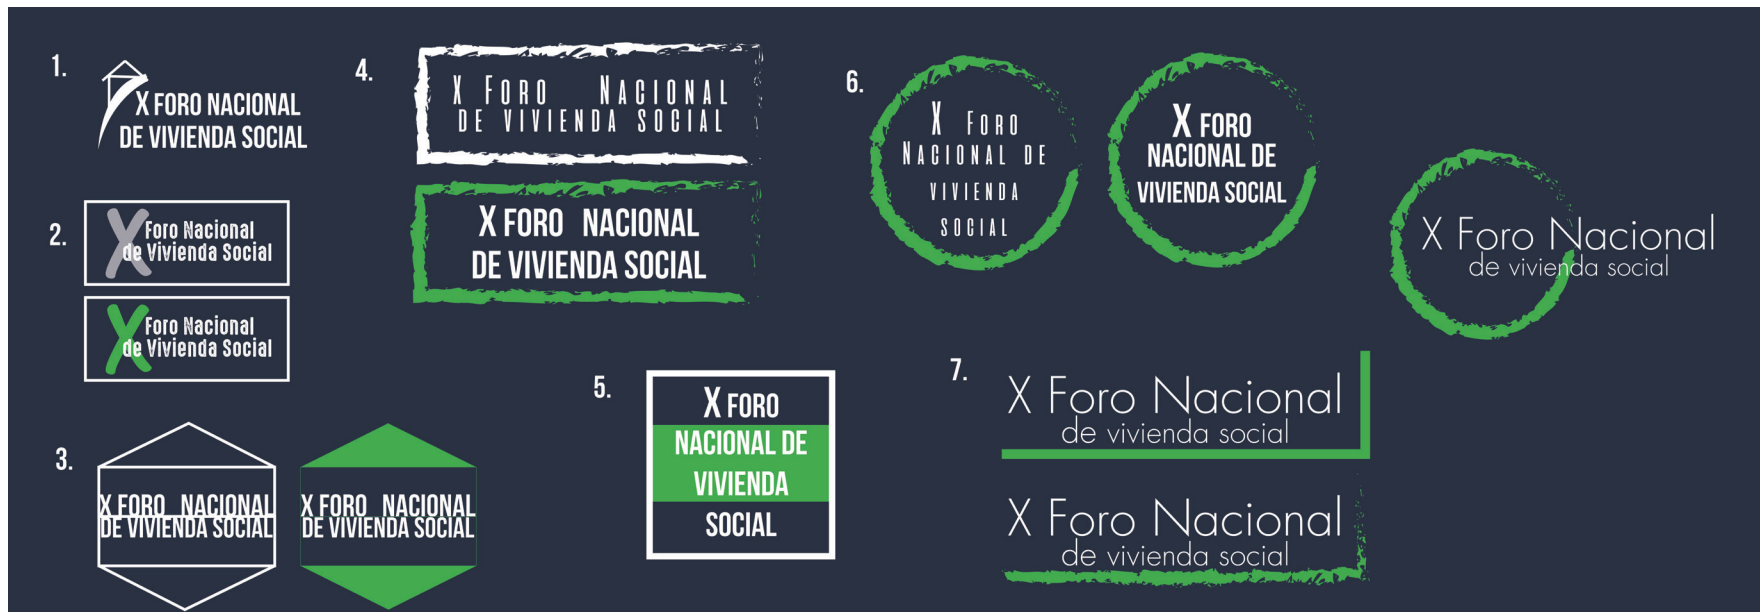 1.
X FORO NACIONAL
DE VIVIENDA SOCIAL
2.
X Foro Nacional
de Vivienda Social
X Foro Nacional
de Vivienda Social
3.
X FORO NACIONAL
DE VIVIENDA SOCIAL
X FORO NACIONAL
DE VIVIENDA SOCIAL
4.
X FORO NACIONAL
DE VIVIENDA SOCIAL
X FORO NACIONAL
DE VIVIENDA SOCIAL
5.
X FORO
NACIONAL DE
VIVIENDA
SOCIAL
6.
X FORO
NACIONAL DE
VIVIENDA
SOCIAL
X FORO
NACIONAL DE
VIVIENDA SOCIAL
X Foro Nacional
de vivienda social
7.
X Foro Nacional
de vivienda social
X Foro Nacional
de vivienda social